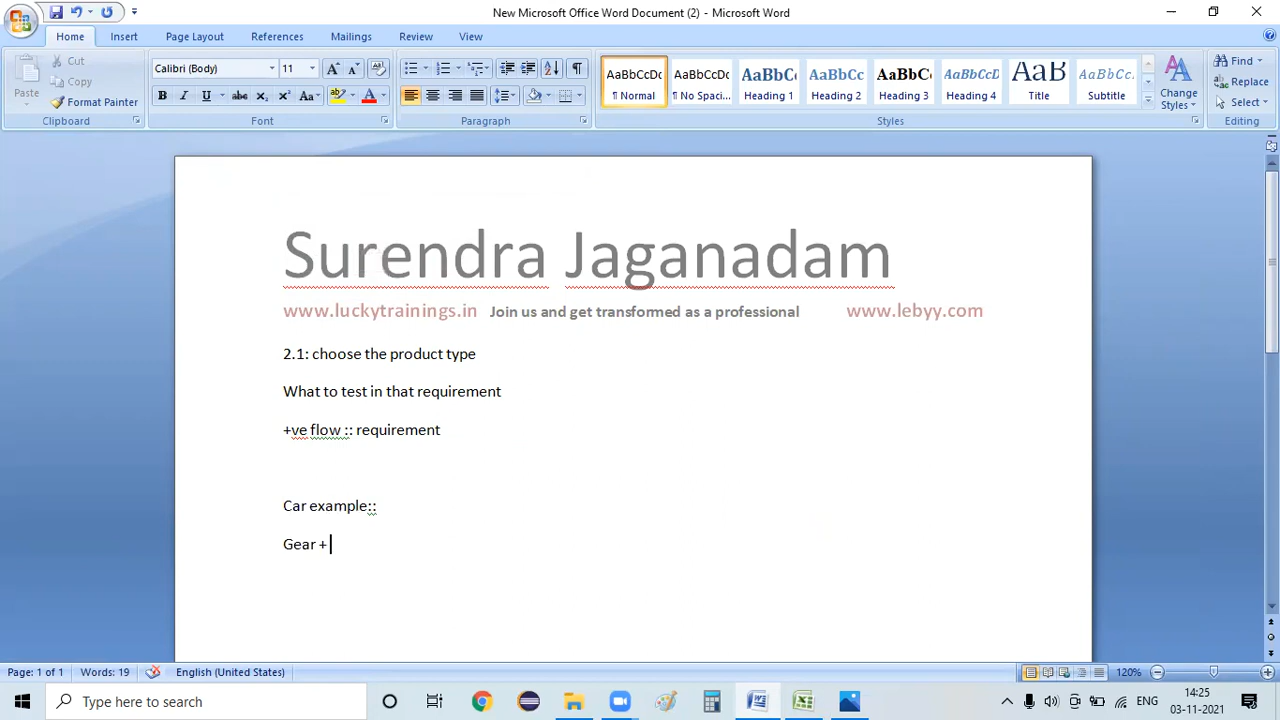 New Microsoft Office Word Document (2) - Microsoft Word
Home Insert Page Layout References Mailings Review View
Paste
Cut
Copy
Format Painter
Clipboard
Calibri (Body) 11
Font
Paragraph
AaBbCcDc ¶ Normal
AaBbCcDc ¶ No Spaci...
AaBbC Heading 1
AaBbCc Heading 2
AaBbCc Heading 3
AaBbCcD Heading 4
AaB Title
AaBbCcC Subtitle
Change Styles
Styles
Find
Replace
Select
Editing
Surendra Jaganadam
www.luckytrainings.in Join us and get transformed as a professional www.lebyy.com
2.1: choose the product type
What to test in that requirement
+ve flow :: requirement
Car example::
Gear +
Page: 1 of 1 Words: 19 English (United States) 120%
Type here to search
ENG
14:25
03-11-2021